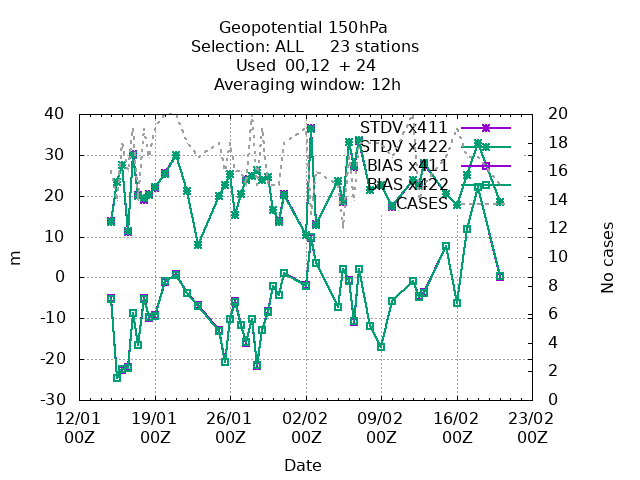 Geopotential 150hPa
Selection: ALL 23 stations
Used 00,12 + 24
Averaging window: 12h
STDV x411
STDV x422
BIAS x411
BIAS x422
CASES
40
30
20
10
0
-10
-20
-30
m
20
18
16
14
12
10
8
6
4
2
0
No cases
12/01 19/01 26/01 02/02 09/02 16/02 23/02
00Z 00Z 00Z 00Z 00Z 00Z 00Z
Date